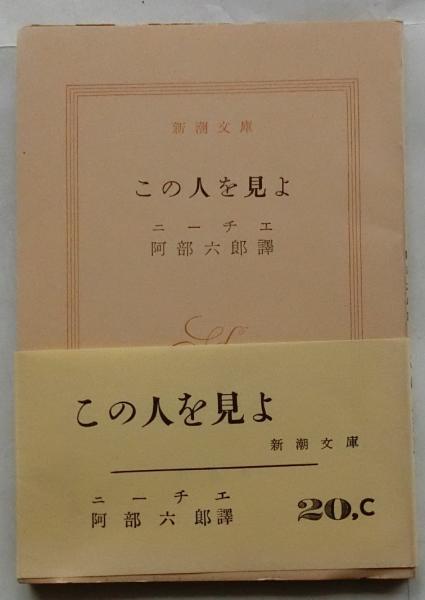 新潮文庫
この人を見よ
ニーチエ
阿部六郎譯
この人を見よ
新潮文庫
ニーチエ
阿部六郎譯
20,C